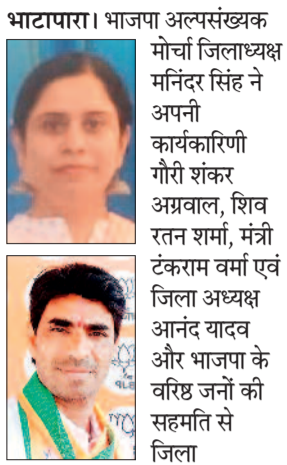 भाटापारा। भाजपा अल्पसंख्यक
मोर्चा जिलाध्यक्ष
मनिंदर सिंह ने
अपनी
कार्यकारिणी
गौरी शंकर
अग्रवाल, शिव
रतन शर्मा, मंत्री
टंकराम वर्मा एवं
जिला अध्यक्ष
आनंद यादव
और भाजपा के
वरिष्ठ जनों की
सहमति से
जिला